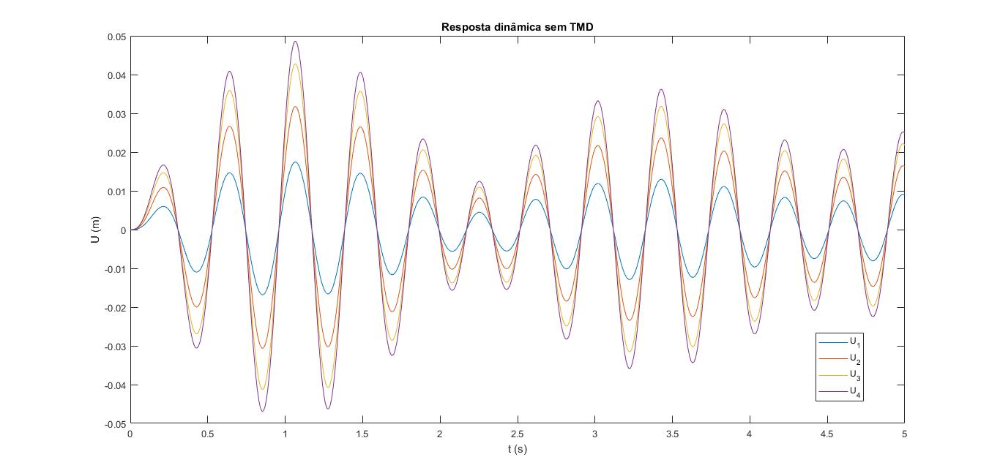 Resposta dinâmica sem TMD
0.05
0.04
0.03
0.02
0.01
0
-0.01
-0.02
-0.03
-0.04
-0.05
U (m)
U1
U2
U3
U4
0 0.5 1 1.5 2 2.5 3 3.5 4 4.5 5
t (s)